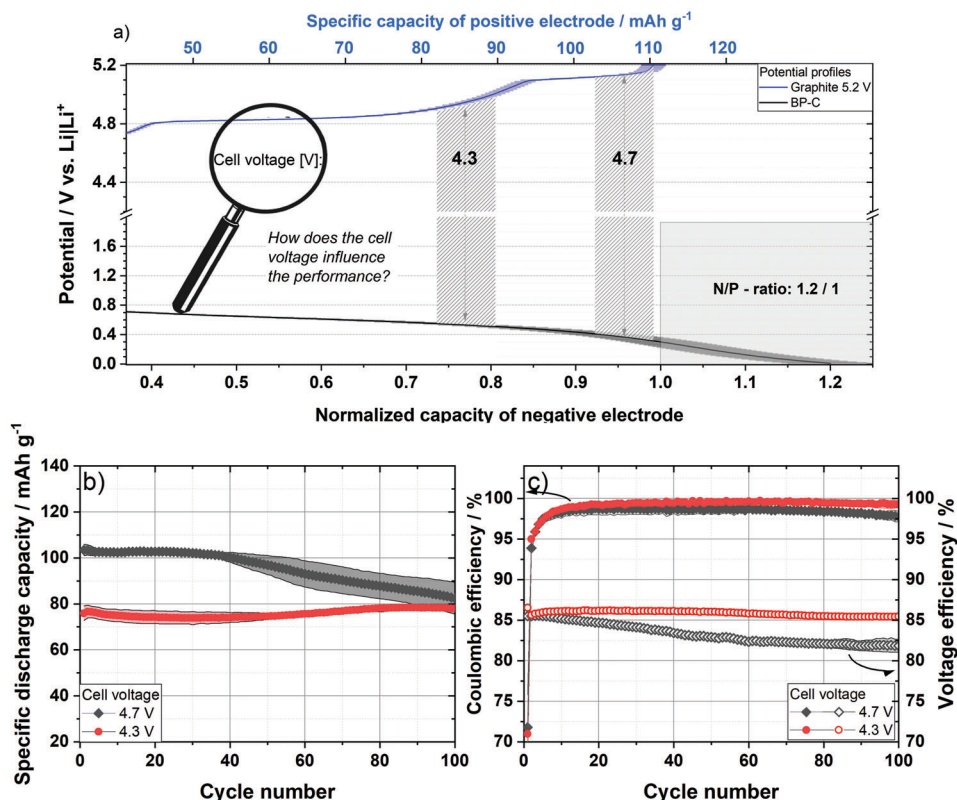 Specific capacity of positive electrode / mAh g⁻¹
a)
50 60 70 80 90 100 110 120
5.2
4.8
4.4
1.6
1.2
0.8
0.4
0.0
Potential / V vs. Li|Li⁺
Potential profiles
Graphite 5.2 V
BP-C
Cell voltage [V]:
4.3
4.7
How does the cell
voltage influence
the performance?
N/P - ratio: 1.2 / 1
0.4 0.5 0.6 0.7 0.8 0.9 1.0 1.1 1.2
Normalized capacity of negative electrode
b)
Specific discharge capacity / mAh g⁻¹
140
120
100
80
60
40
20
Cell voltage
4.7 V
4.3 V
0 20 40 60 80 100
Cycle number
c)
Coulombic efficiency / %
100
95
90
85
80
75
70
Cell voltage
4.7 V
4.3 V
100
95
90
85
80
75
70
Voltage efficiency / %
0 20 40 60 80 100
Cycle number